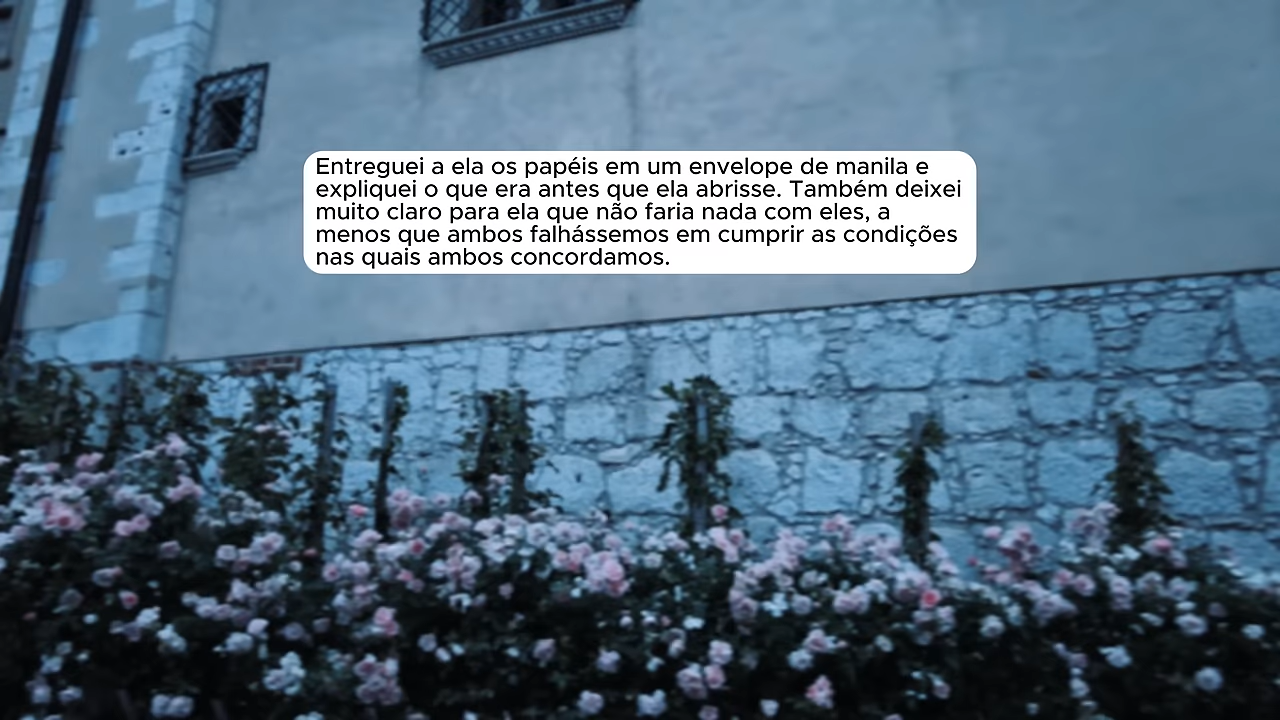 Entreguei a ela os papéis em um envelope de manila e
expliquei o que era antes que ela abrisse. Também deixei
muito claro para ela que não faria nada com eles, a
menos que ambos falhássemos em cumprir as condições
nas quais ambos concordamos.